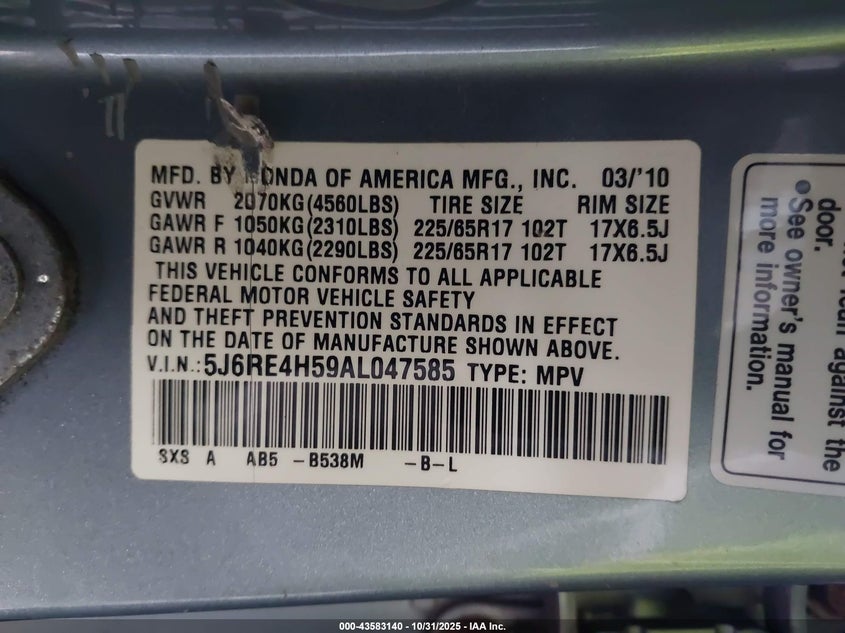 MFD. BY HONDA OF AMERICA MFG., INC. 03/'10
GVWR 2070KG(4560LBS) TIRE SIZE RIM SIZE
GAWR F 1050KG(2310LBS) 225/65R17 102T 17X6.5J
GAWR R 1040KG(2290LBS) 225/65R17 102T 17X6.5J
THIS VEHICLE CONFORMS TO ALL APPLICABLE
FEDERAL MOTOR VEHICLE SAFETY
AND THEFT PREVENTION STANDARDS IN EFFECT
ON THE DATE OF MANUFACTURE SHOWN ABOVE.
V.I.N.:5J6RE4H59AL047585 TYPE: MPV
SXS A AB5 -B538M -B-L
against the
door.
•See owner's manual for
more information.
000-43583140 - 10/31/2025 - IAA Inc.